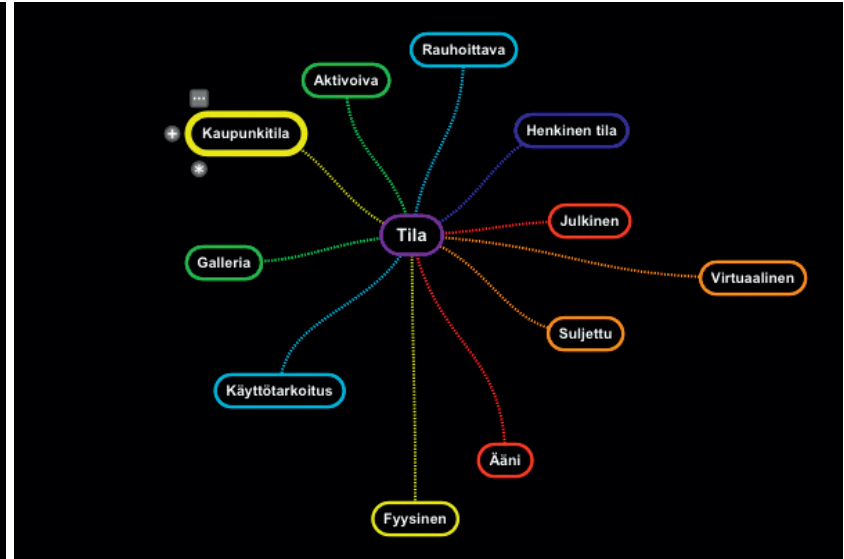 Rauhoittava
Aktivoiva
Kaupunkitila
Henkinen tila
Julkinen
Tila
Galleria
Virtuaalinen
Suljettu
Käyttötarkoitus
Ääni
Fyysinen